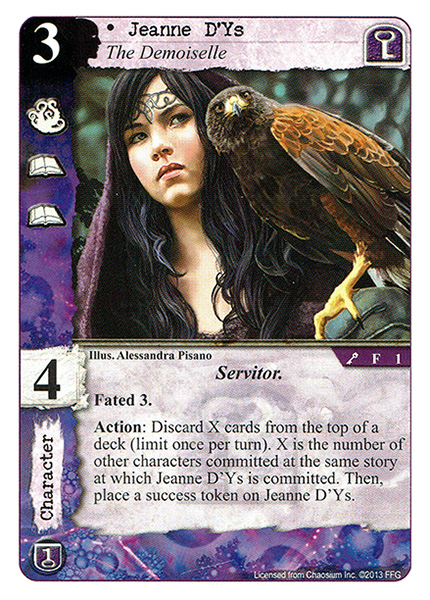 3
• Jeanne D'Ys
The Demoiselle
Illus. Alessandra Pisano
F 1
4
Servitor.
Fated 3.
Action: Discard X cards from the top of a
deck (limit once per turn). X is the number of
other characters committed at the same story
at which Jeanne D'Ys is committed. Then,
place a success token on Jeanne D'Ys.
Character
1
Licensed from Chaosium Inc. ©2013 FFG